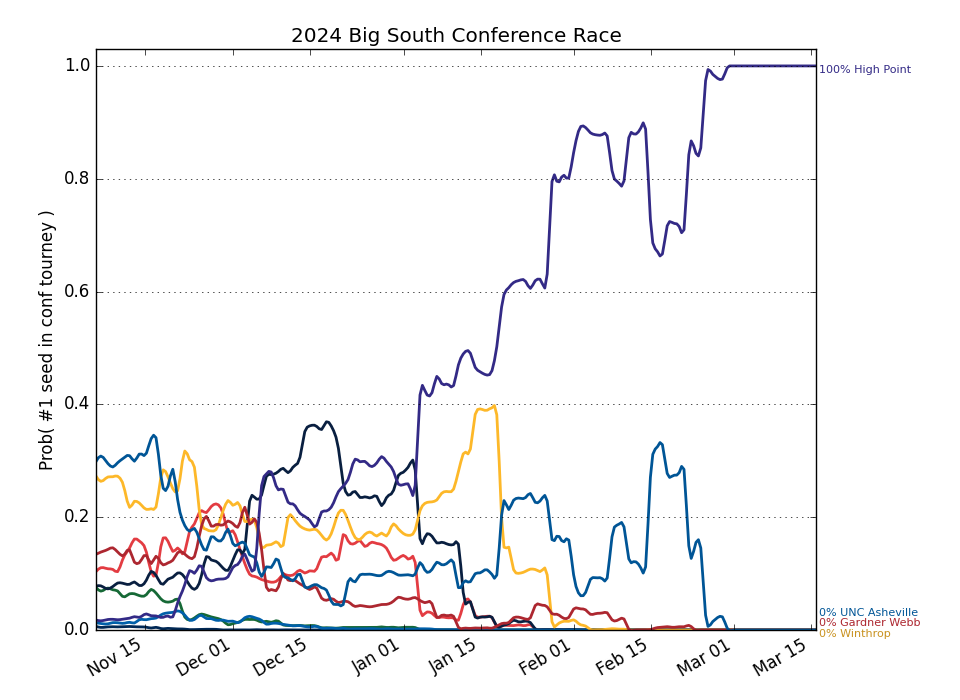 2024 Big South Conference Race
Prob( #1 seed in conf tourney )
1.0
0.8
0.6
0.4
0.2
0.0
100% High Point
0% UNC Asheville
0% Gardner Webb
0% Winthrop
Nov 15
Dec 01
Dec 15
Jan 01
Jan 15
Feb 01
Feb 15
Mar 01
Mar 15